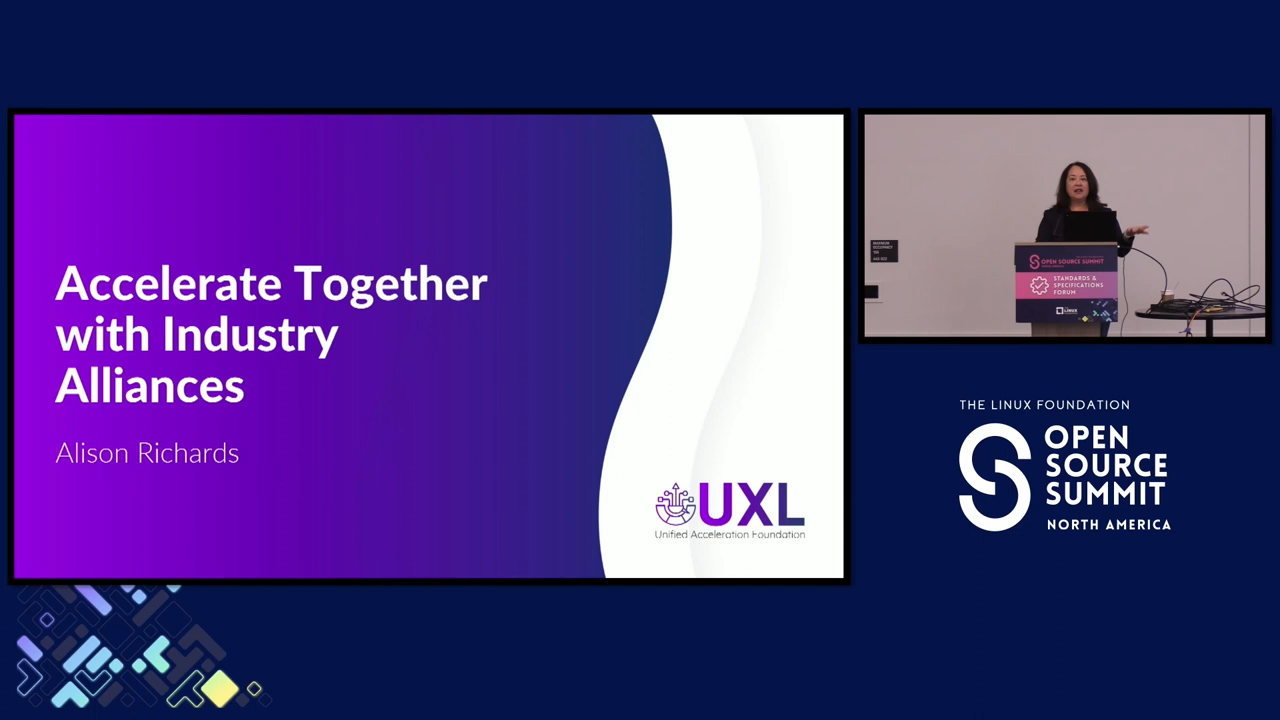 Accelerate Together
with Industry
Alliances
Alison Richards
UXL
Unified Acceleration Foundation
OPEN SOURCE SUMMIT
STANDARDS &
SPECIFICATIONS
FORUM
LINUX
THE LINUX FOUNDATION
OPEN
SOURCE
SUMMIT
NORTH AMERICA